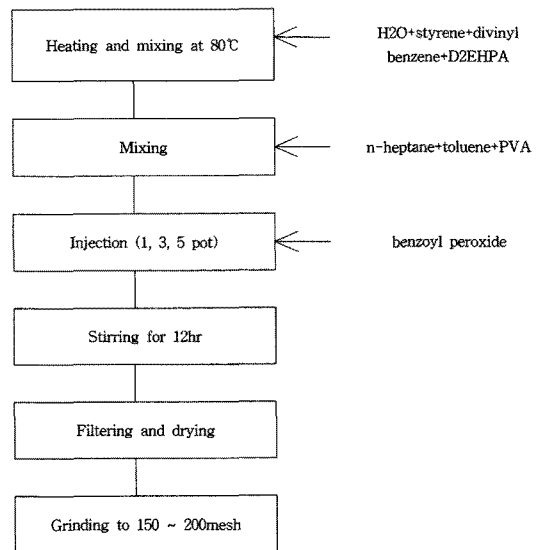 Heating and mixing at 80℃
H2O+styrene+divinyl
benzene+D2EHPA
Mixing
n-heptane+toluene+PVA
Injection (1, 3, 5 pot)
benzoyl peroxide
Stirring for 12hr
Filtering and drying
Grinding to 150 ~ 200mesh